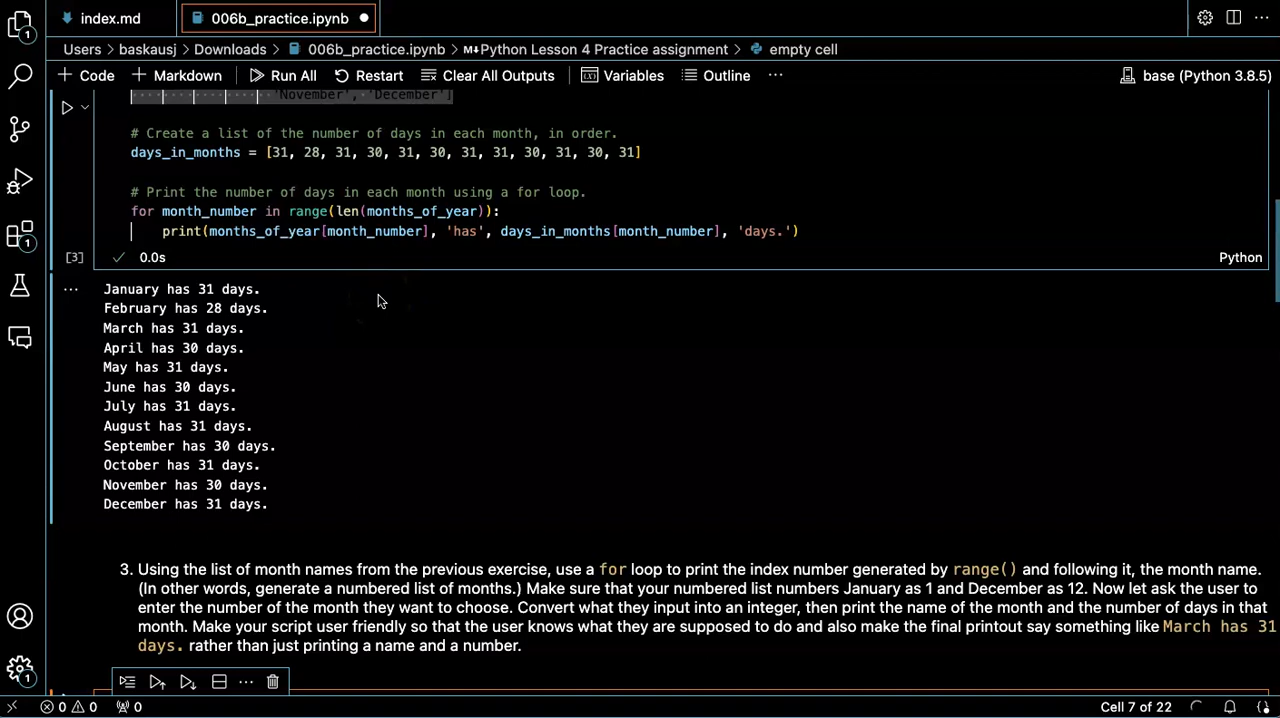 index.md
006b_practice.ipynb
Users > baskausj > Downloads > 006b_practice.ipynb > M↓Python Lesson 4 Practice assignment > empty cell
+ Code + Markdown Run All Restart Clear All Outputs Variables Outline ··· base (Python 3.8.5)
'November', 'December']
# Create a list of the number of days in each month, in order.
days_in_months = [31, 28, 31, 30, 31, 30, 31, 31, 30, 31, 30, 31]
# Print the number of days in each month using a for loop.
for month_number in range(len(months_of_year)):
print(months_of_year[month_number], 'has', days_in_months[month_number], 'days.')
[3] ✓ 0.0s Python
January has 31 days.
February has 28 days.
March has 31 days.
April has 30 days.
May has 31 days.
June has 30 days.
July has 31 days.
August has 31 days.
September has 30 days.
October has 31 days.
November has 30 days.
December has 31 days.
3. Using the list of month names from the previous exercise, use a for loop to print the index number generated by range() and following it, the month name.
(In other words, generate a numbered list of months.) Make sure that your numbered list numbers January as 1 and December as 12. Now let ask the user to
enter the number of the month they want to choose. Convert what they input into an integer, then print the name of the month and the number of days in that
month. Make your script user friendly so that the user knows what they are supposed to do and also make the final printout say something like March has 31
days. rather than just printing a name and a number.
0 0 0 Cell 7 of 22
1
1
1